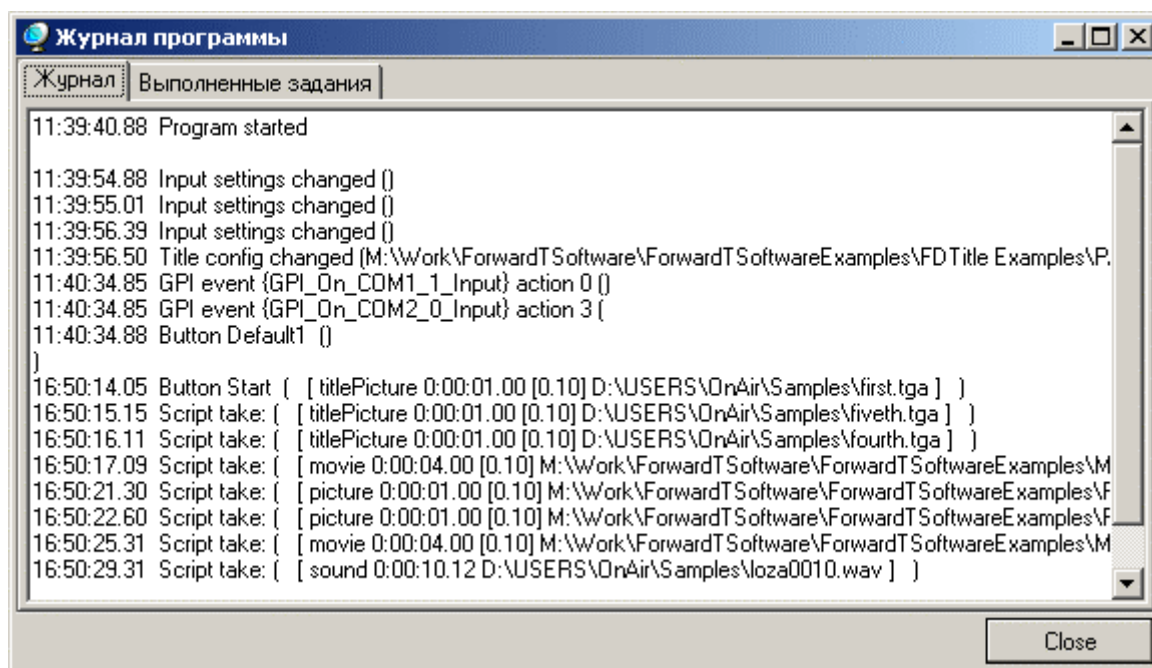 Журнал программы
Журнал Выполненные задания
11:39:40.88 Program started
11:39:54.88 Input settings changed ()
11:39:55.01 Input settings changed ()
11:39:56.39 Input settings changed ()
11:39:56.50 Title config changed (M:\Work\ForwardTSoftware\ForwardTSoftwareExamples\FDTitle Examples\P.
11:40:34.85 GPI event {GPI_On_COM1_1_Input} action 0 ()
11:40:34.85 GPI event {GPI_On_COM2_0_Input} action 3 (
11:40:34.88 Button Default1 ()
)
16:50:14.05 Button Start ( [ titlePicture 0:00:01.00 [0.10] D:\USERS\OnAir\Samples\first.tga ] )
16:50:15.15 Script take: ( [ titlePicture 0:00:01.00 [0.10] D:\USERS\OnAir\Samples\fiveth.tga ] )
16:50:16.11 Script take: ( [ titlePicture 0:00:01.00 [0.10] D:\USERS\OnAir\Samples\fourth.tga ] )
16:50:17.09 Script take: ( [ movie 0:00:04.00 [0.10] M:\Work\ForwardTSoftware\ForwardTSoftwareExamples\M
16:50:21.30 Script take: ( [ picture 0:00:01.00 [0.10] M:\Work\ForwardTSoftware\ForwardTSoftwareExamples\F
16:50:22.60 Script take: ( [ picture 0:00:01.00 [0.10] M:\Work\ForwardTSoftware\ForwardTSoftwareExamples\F
16:50:25.31 Script take: ( [ movie 0:00:04.00 [0.10] M:\Work\ForwardTSoftware\ForwardTSoftwareExamples\M
16:50:29.31 Script take: ( [ sound 0:00:10.12 D:\USERS\OnAir\Samples\loza0010.wav ] )
Close